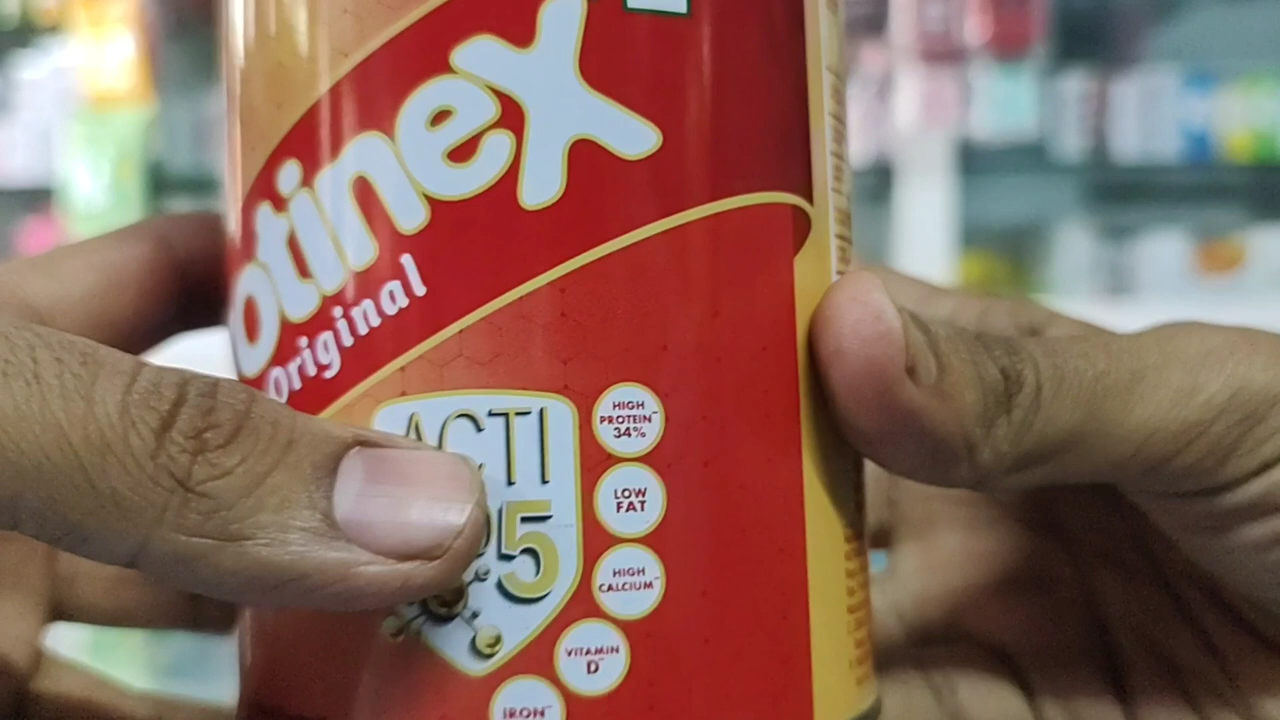 otinex
Original
ACTI
5
HIGH
PROTEIN
34%
LOW
FAT
HIGH
CALCIUM
VITAMIN
D
IRON